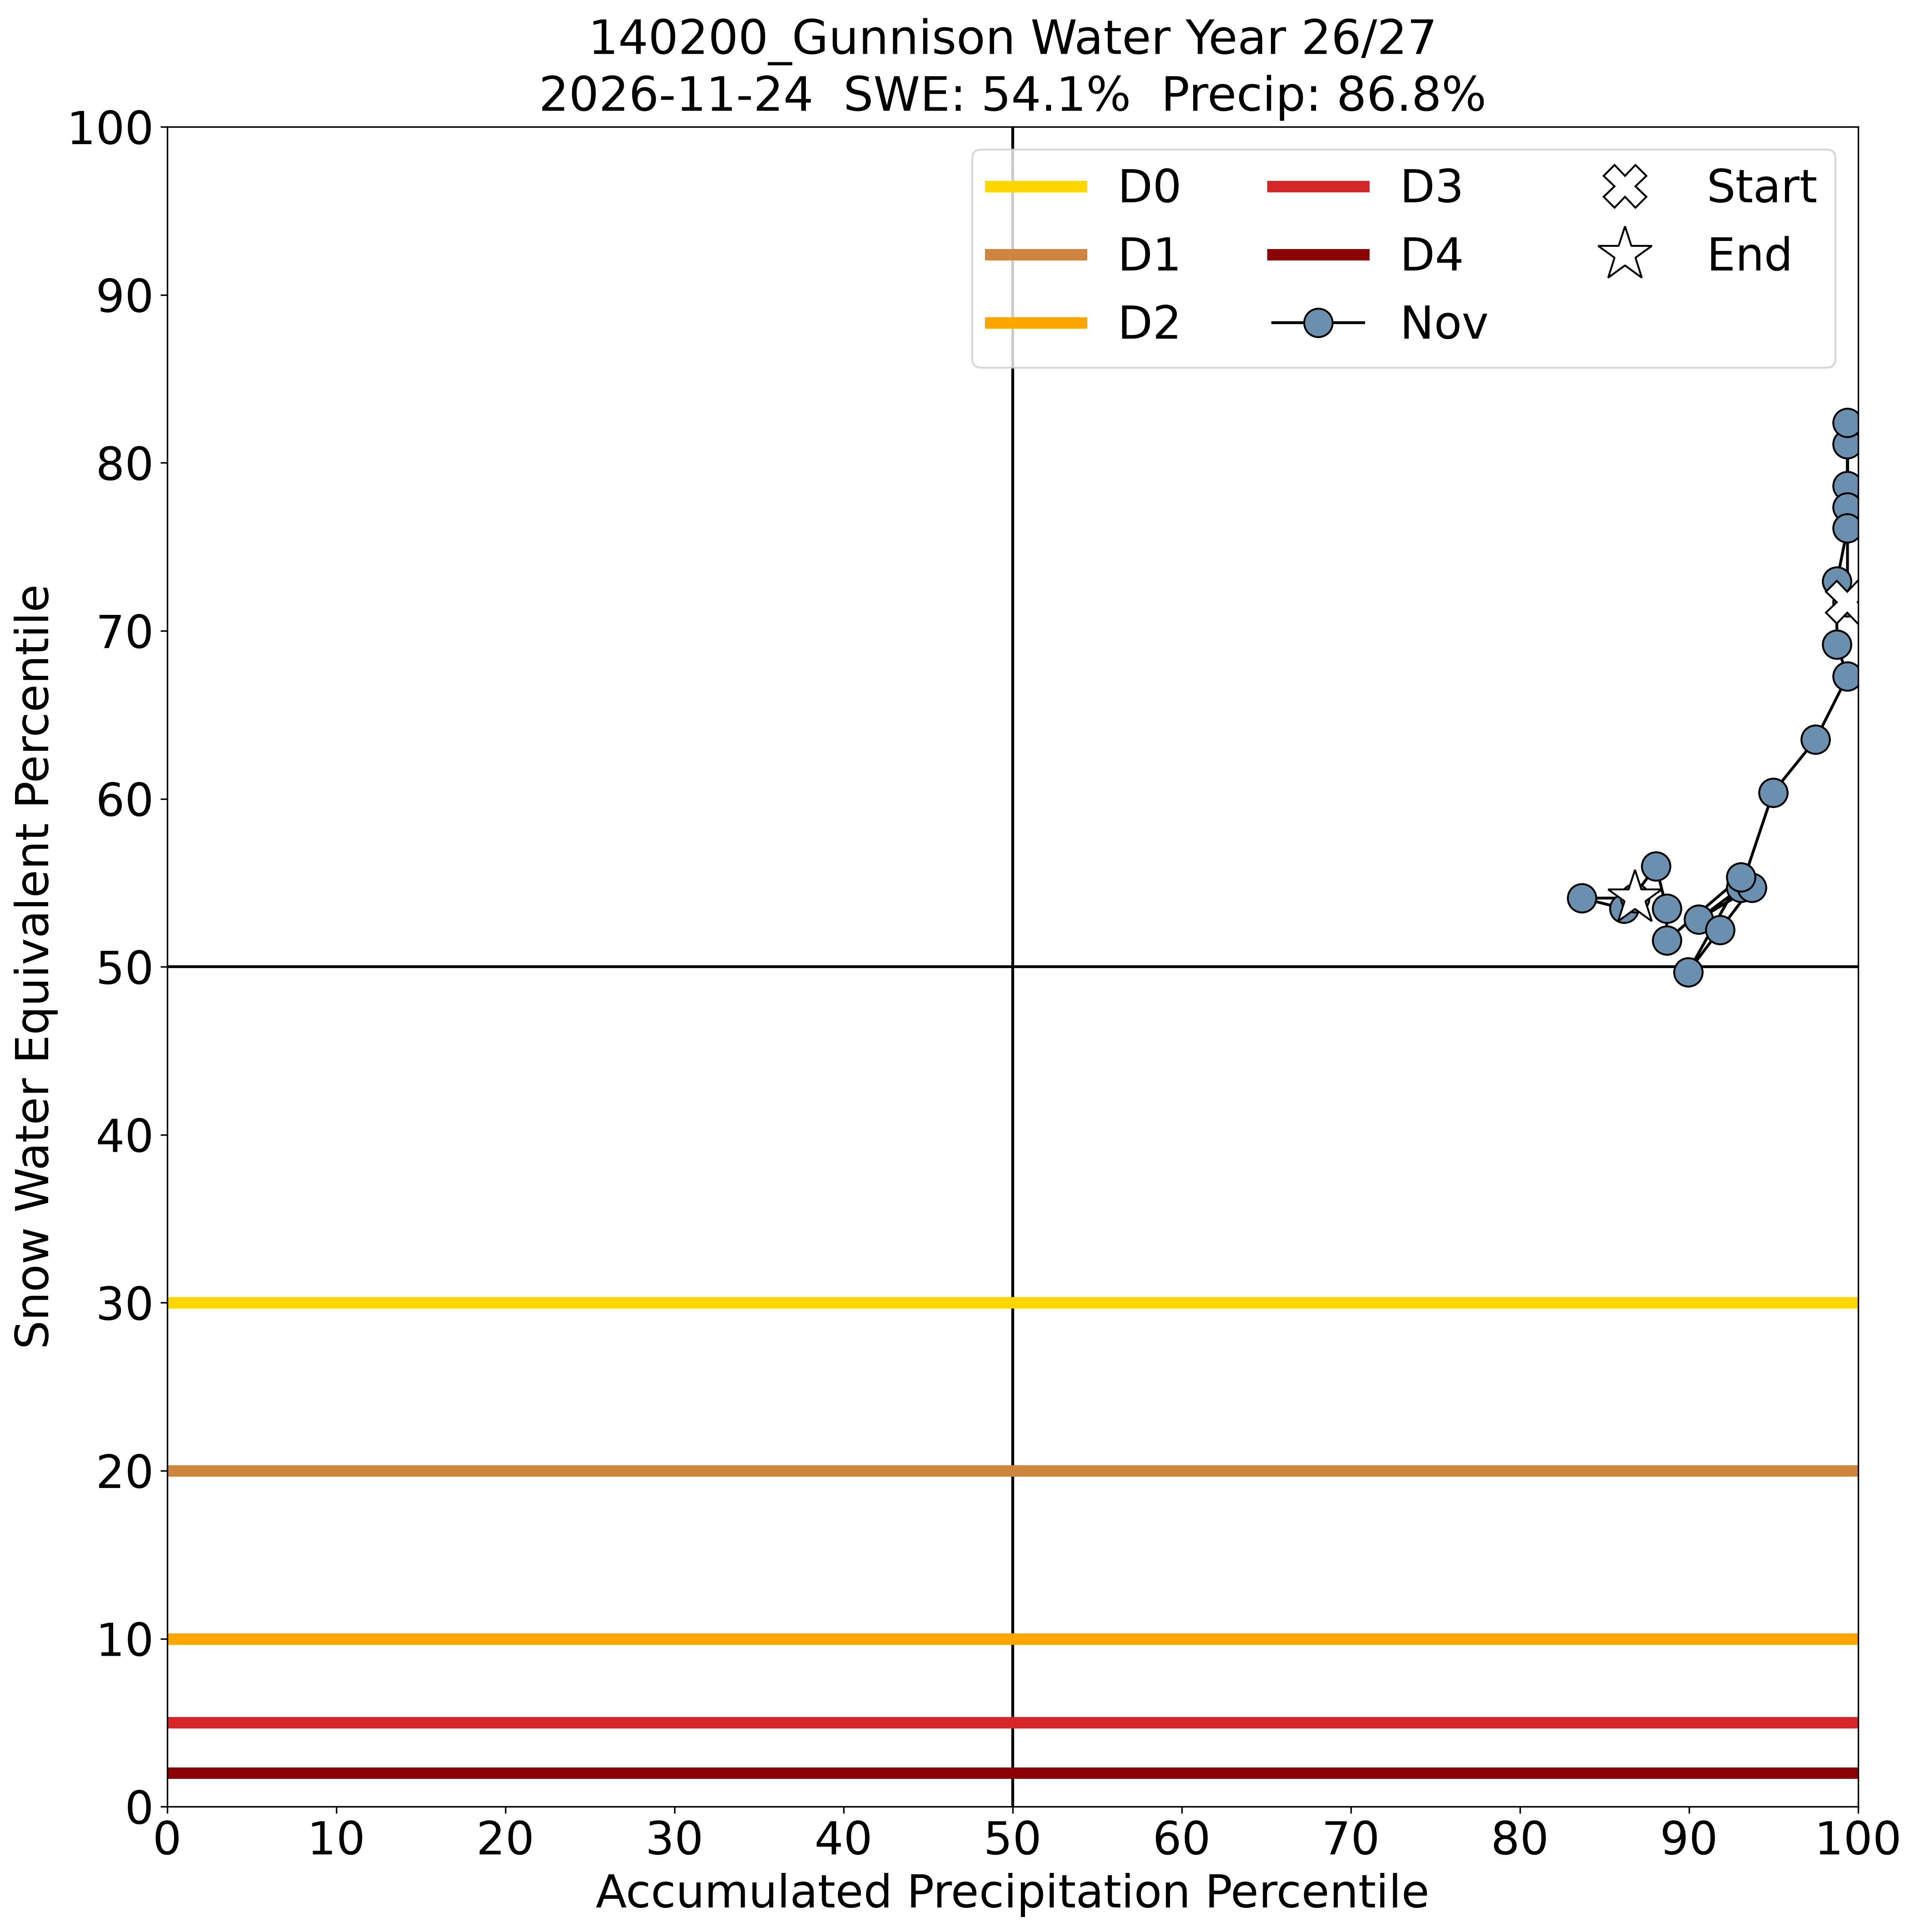 140200_Gunnison Water Year 26/27
2026-11-24 SWE: 54.1% Precip: 86.8%
D0
D1
D2
D3
D4
Nov
Start
End
Snow Water Equivalent Percentile
100
90
80
70
60
50
40
30
20
10
0
0 10 20 30 40 50 60 70 80 90 100
Accumulated Precipitation Percentile